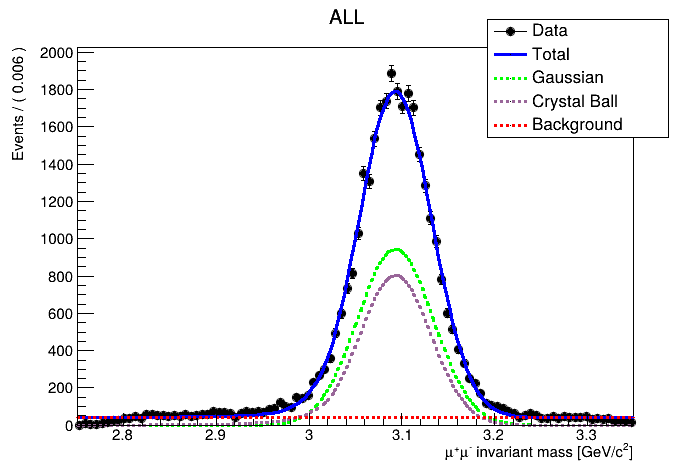 ALL
Data
Total
Gaussian
Crystal Ball
Background
Events / ( 0.006 )
2000
1800
1600
1400
1200
1000
800
600
400
200
0
2.8 2.9 3 3.1 3.2 3.3
μ⁺μ⁻ invariant mass [GeV/c²]